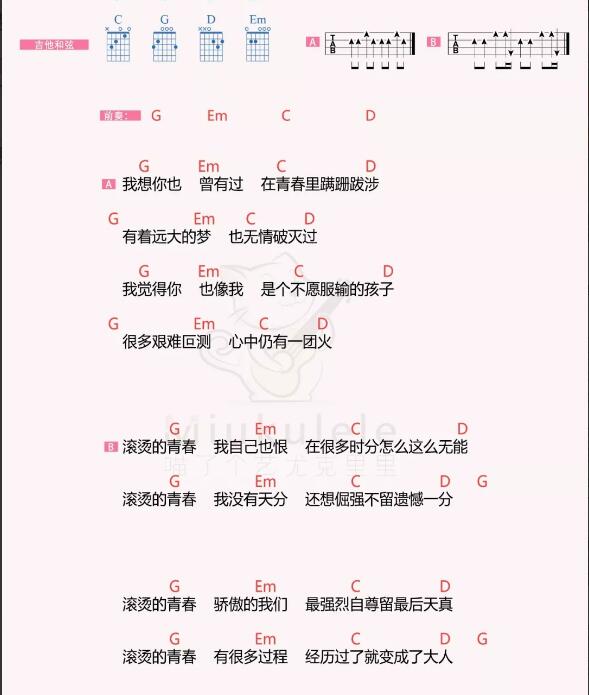 C G D Em
吉他和弦 A TAB B TAB
前奏： G Em C D
G Em C D
A 我想你也 曾有过 在青春里蹒跚跋涉
G Em C D
有着远大的梦 也无情破灭过
G Em C D
我觉得你 也像我 是个不愿服输的孩子
G Em C D
很多艰难叵测 心中仍有一团火
Miukulele
喵了个艺尤克里里
G Em C D
B 滚烫的青春 我自己也恨 在很多时分怎么这么无能
G Em C D G
滚烫的青春 我没有天分 还想倔强不留遗憾一分
G Em C D
滚烫的青春 骄傲的我们 最强烈自尊留最后天真
G Em C D G
滚烫的青春 有很多过程 经历过了就变成了大人